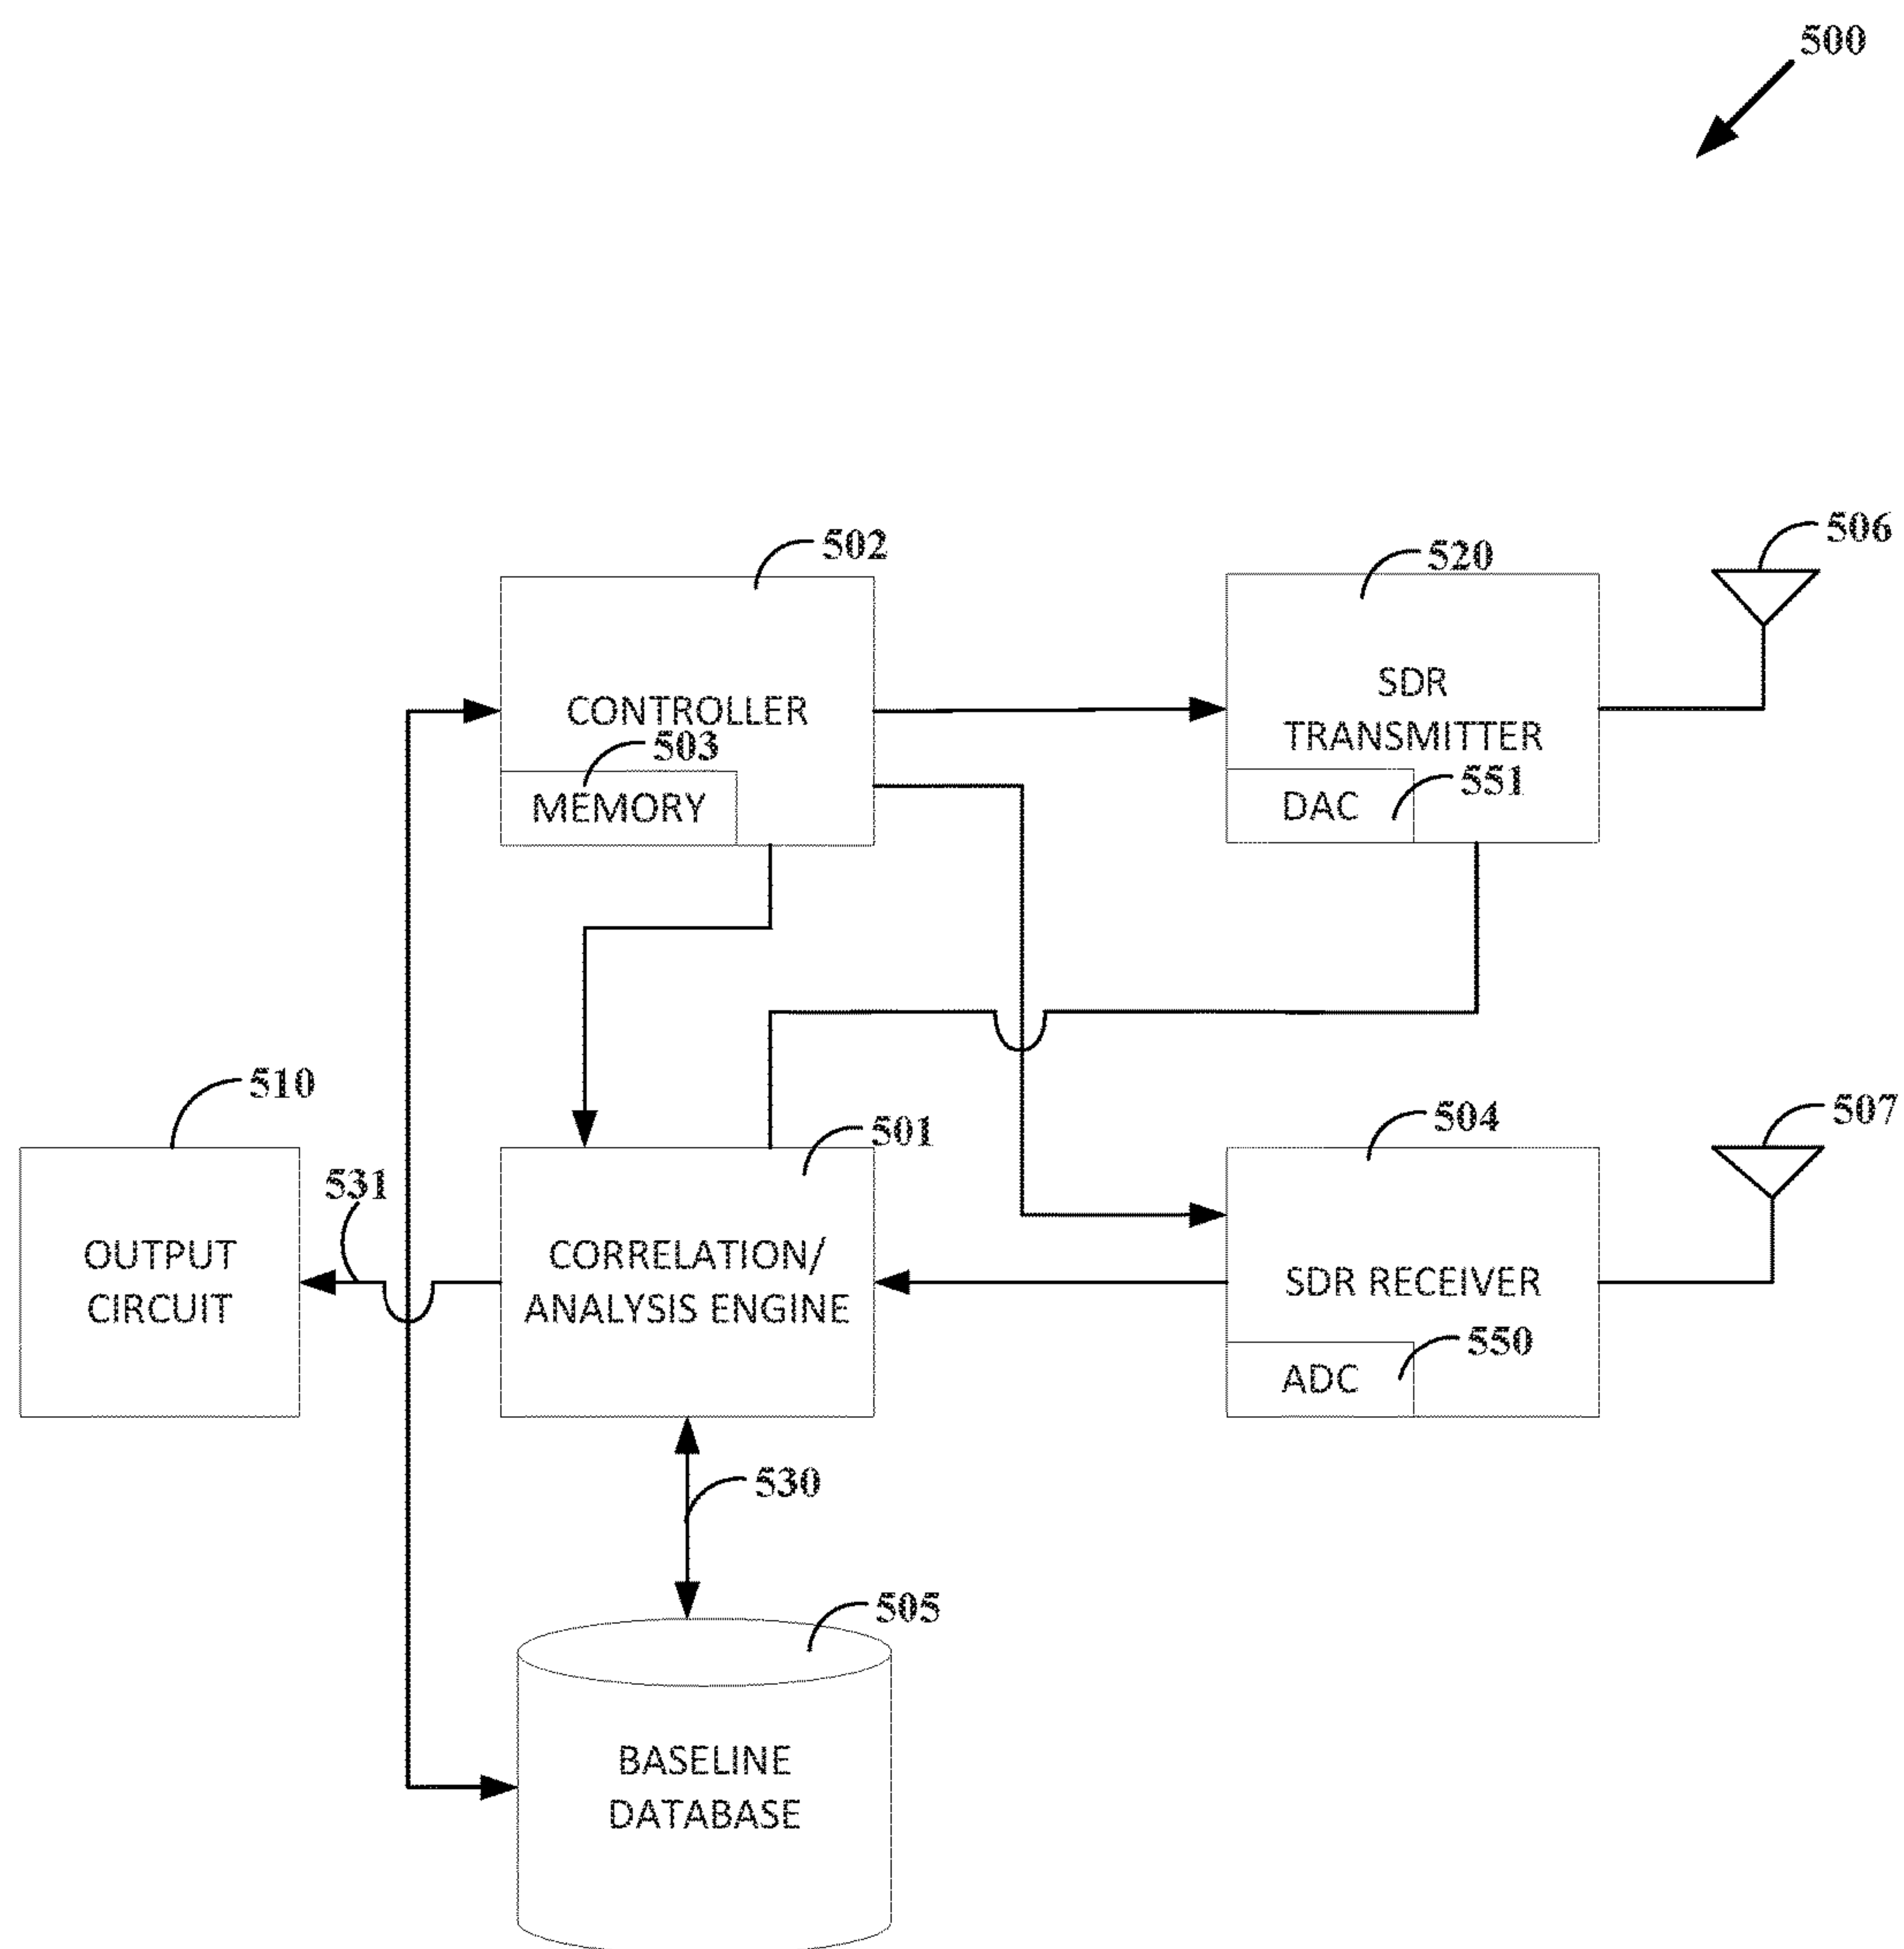 500
502
520
506
CONTROLLER
503
MEMORY
SDR
TRANSMITTER
551
DAC
510
501
504
507
531
OUTPUT
CIRCUIT
CORRELATION/
ANALYSIS ENGINE
SDR RECEIVER
550
ADC
530
505
BASELINE
DATABASE